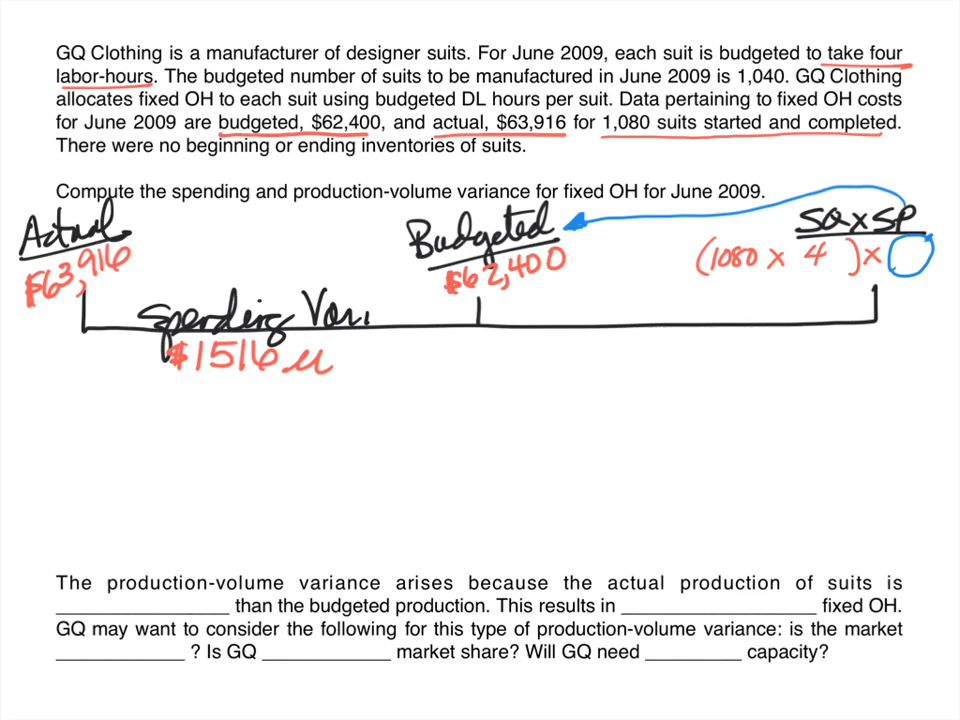 GQ Clothing is a manufacturer of designer suits. For June 2009, each suit is budgeted to take four
labor-hours. The budgeted number of suits to be manufactured in June 2009 is 1,040. GQ Clothing
allocates fixed OH to each suit using budgeted DL hours per suit. Data pertaining to fixed OH costs
for June 2009 are budgeted, $62,400, and actual, $63,916 for 1,080 suits started and completed.
There were no beginning or ending inventories of suits.
Compute the spending and production-volume variance for fixed OH for June 2009.
Actual Budgeted SQ x SP
$63,916 $62,400 (1080 x 4 ) x
Spending Var.
$1516 u
The production-volume variance arises because the actual production of suits is
_________________ than the budgeted production. This results in ___________________ fixed OH.
GQ may want to consider the following for this type of production-volume variance: is the market
_____________ ? Is GQ _____________ market share? Will GQ need __________ capacity?